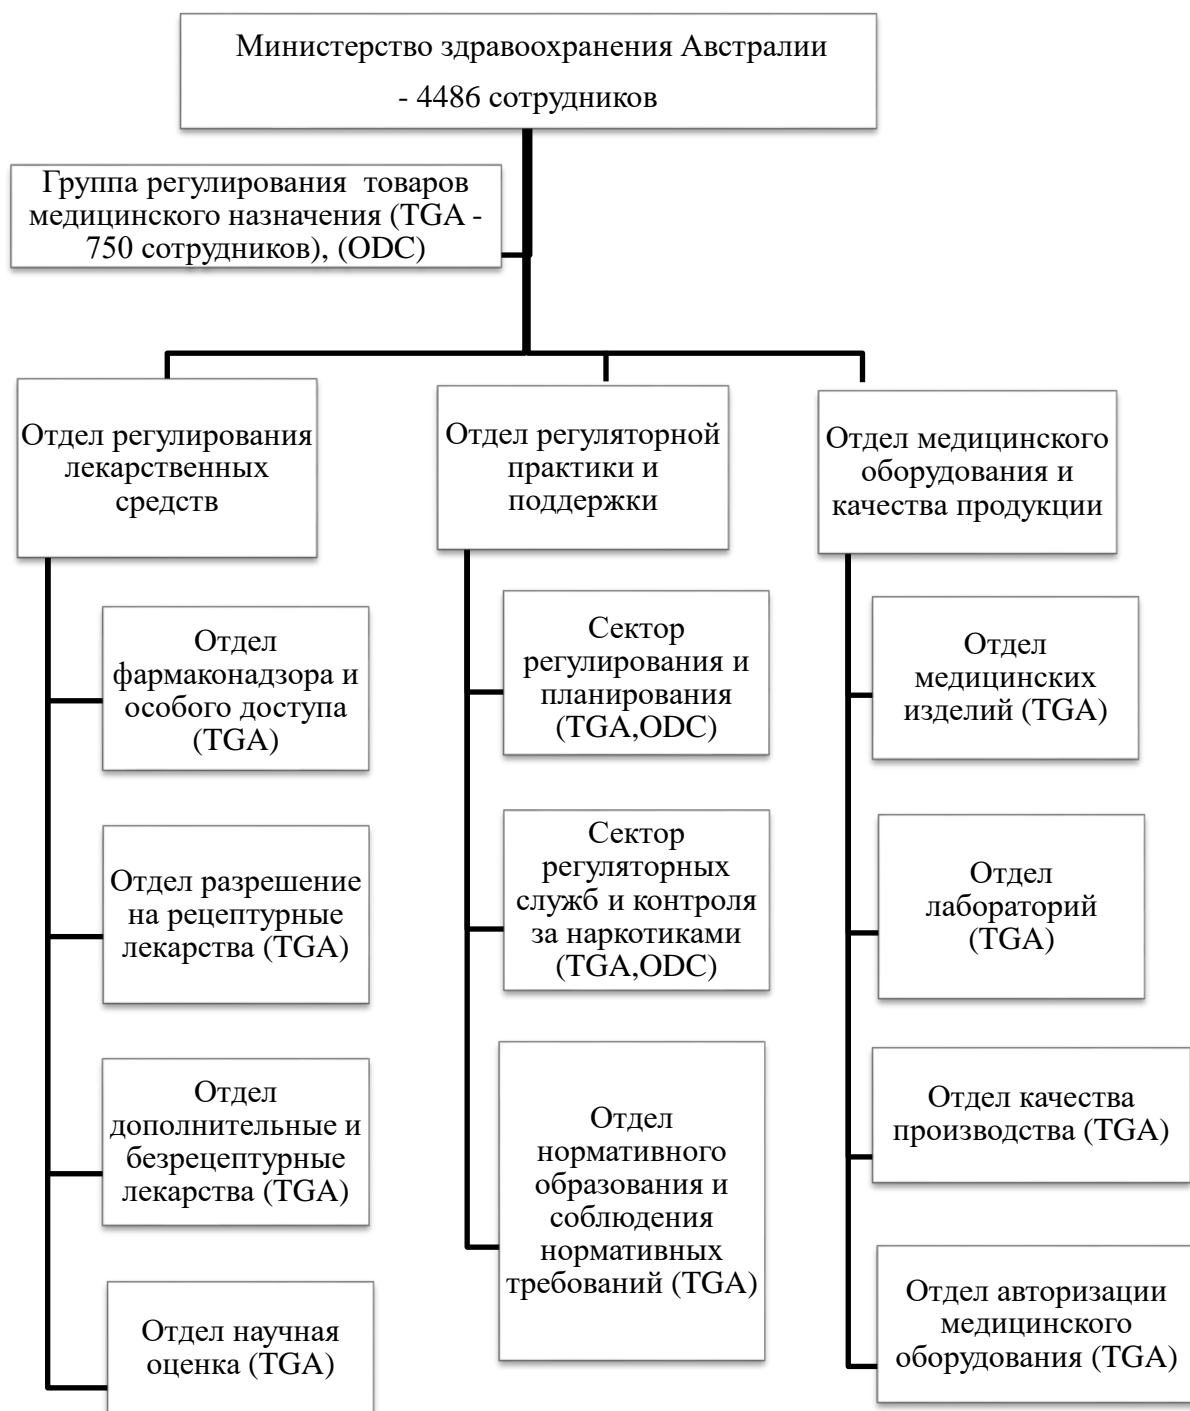 Министерство здравоохранения Австралии
- 4486 сотрудников
Группа регулирования товаров
медицинского назначения (TGA -
750 сотрудников), (ODC)
Отдел регулирования
лекарственных
средств
Отдел
фармаконадзора и
особого доступа
(TGA)
Отдел разрешение
на рецептурные
лекарства (TGA)
Отдел
дополнительные и
безрецептурные
лекарства (TGA)
Отдел научная
оценка (TGA)
Отдел регуляторной
практики и
поддержки
Сектор
регулирования и
планирования
(TGA,ODC)
Сектор
регуляторных
служб и контроля
за наркотиками
(TGA,ODC)
Отдел
нормативного
образования и
соблюдения
нормативных
требований (TGA)
Отдел медицинского
оборудования и
качества продукции
Отдел
медицинских
изделий (TGA)
Отдел
лабораторий
(TGA)
Отдел качества
производства (TGA)
Отдел авторизации
медицинского
оборудования (TGA)